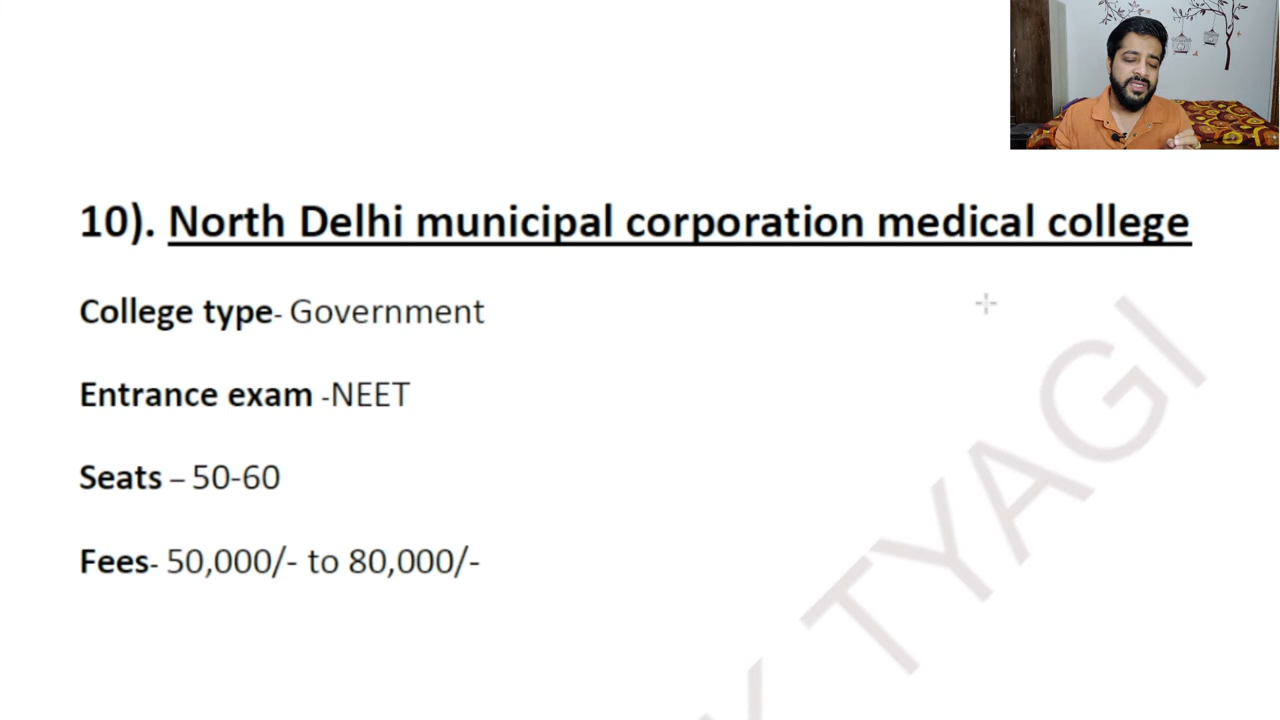 10). North Delhi municipal corporation medical college
College type- Government
Entrance exam -NEET
Seats – 50-60
Fees- 50,000/- to 80,000/-
TYAGI